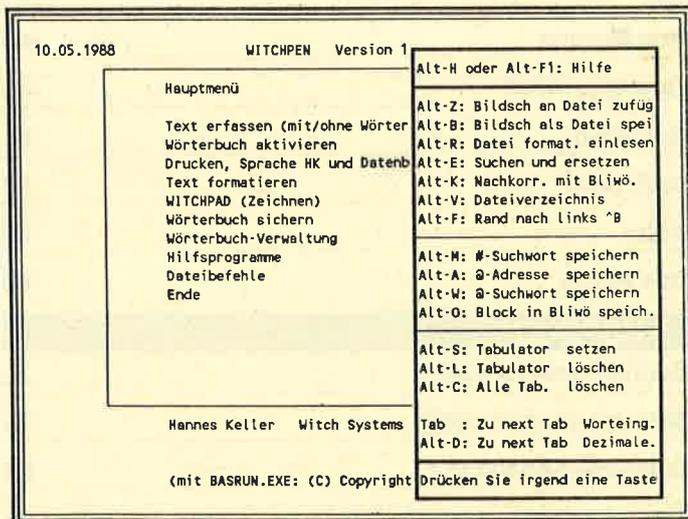 10.05.1988 WITCHPEN Version 1
Hauptmenü
Text erfassen (mit/ohne Wörter
Wörterbuch aktivieren
Drucken, Sprache HK und Datenb
Text formatieren
WITCHPAD (Zeichnen)
Wörterbuch sichern
Wörterbuch-Verwaltung
Hilfsprogramme
Dateibefehle
Ende
Hannes Keller Witch Systems
(mit BASRUN.EXE: (C) Copyright
Alt-H oder Alt-F1: Hilfe
Alt-Z: Bildsch an Datei zufüg
Alt-B: Bildsch als Datei spei
Alt-R: Datei format. einlesen
Alt-E: Suchen und ersetzen
Alt-K: Nachkorr. mit Bliwö.
Alt-V: Dateiverzeichnis
Alt-F: Rand nach links ^B
Alt-M: #-Suchwort speichern
Alt-A: @-Adresse speichern
Alt-W: @-Suchwort speichern
Alt-O: Block in Bliwö speich.
Alt-S: Tabulator setzen
Alt-L: Tabulator löschen
Alt-C: Alle Tab. löschen
Tab : Zu next Tab Worteing.
Alt-D: Zu next Tab Dezimale.
Drücken Sie irgend eine Taste